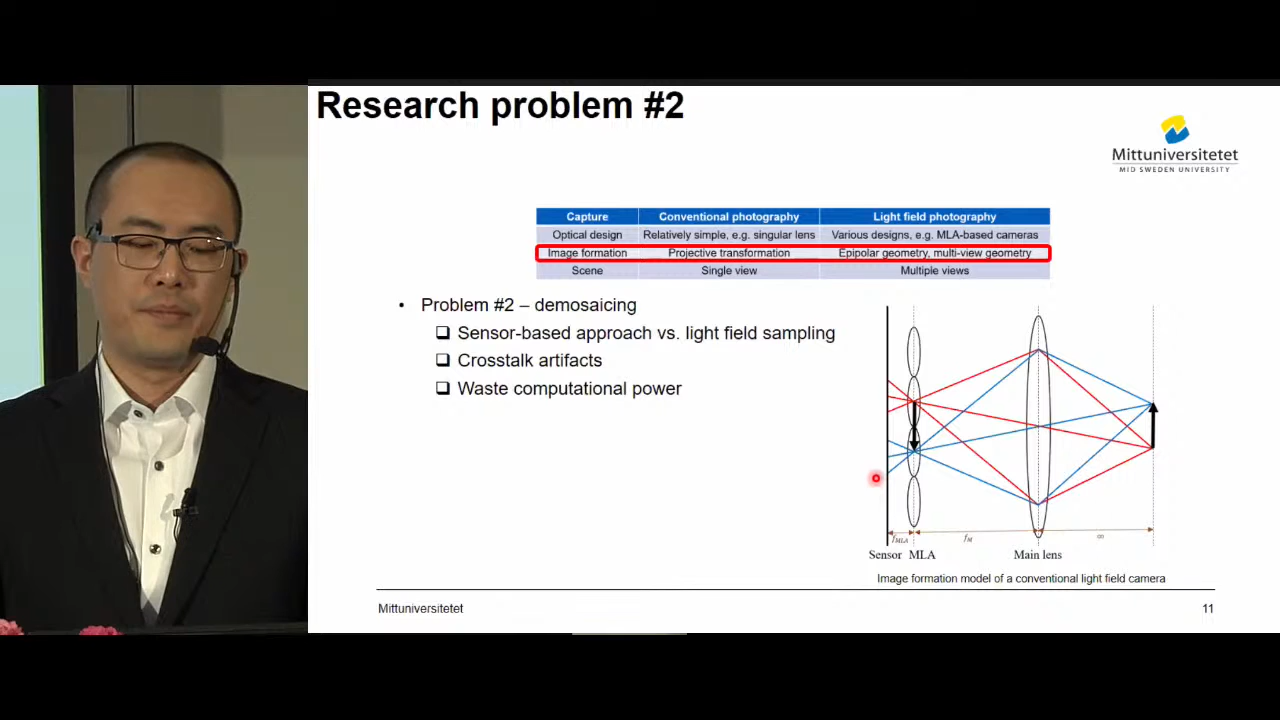 Research problem #2
Mittuniversitetet
MID SWEDEN UNIVERSITY
Capture Conventional photography Light field photography
Optical design Relatively simple, e.g. singular lens Various designs, e.g. MLA-based cameras
Image formation Projective transformation Epipolar geometry, multi-view geometry
Scene Single view Multiple views
• Problem #2 – demosaicing
❑ Sensor-based approach vs. light field sampling
❑ Crosstalk artifacts
❑ Waste computational power
fMLA fM ∞
Sensor MLA Main lens
Image formation model of a conventional light field camera
Mittuniversitetet 11